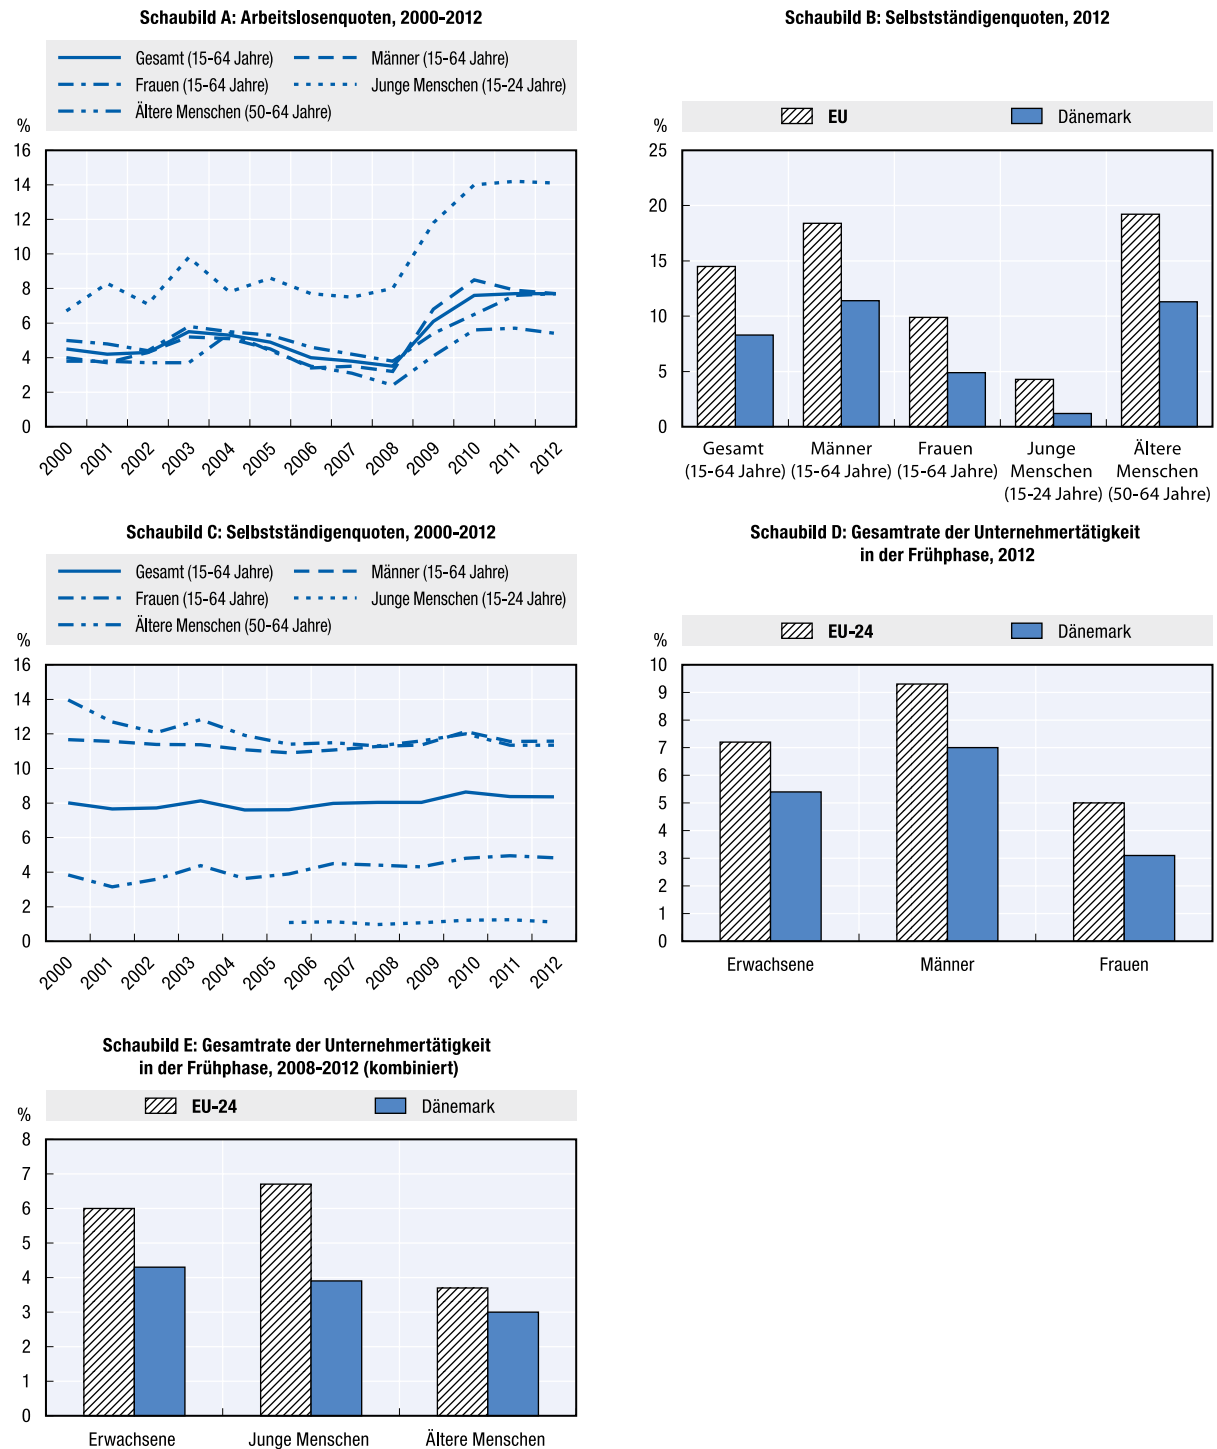 Schaubild A: Arbeitslosenquoten, 2000-2012
Gesamt (15-64 Jahre)
Männer (15-64 Jahre)
Frauen (15-64 Jahre)
Junge Menschen (15-24 Jahre)
Ältere Menschen (50-64 Jahre)
%
16
14
12
10
8
6
4
2
0
2000
2001
2002
2003
2004
2005
2006
2007
2008
2009
2010
2011
2012
Schaubild B: Selbstständigenquoten, 2012
EU
Dänemark
%
25
20
15
10
5
0
Gesamt
(15-64 Jahre)
Männer
(15-64 Jahre)
Frauen
(15-64 Jahre)
Junge
Menschen
(15-24 Jahre)
Ältere
Menschen
(50-64 Jahre)
Schaubild C: Selbstständigenquoten, 2000-2012
Gesamt (15-64 Jahre)
Männer (15-64 Jahre)
Frauen (15-64 Jahre)
Junge Menschen (15-24 Jahre)
Ältere Menschen (50-64 Jahre)
%
16
14
12
10
8
6
4
2
0
2000
2001
2002
2003
2004
2005
2006
2007
2008
2009
2010
2011
2012
Schaubild D: Gesamtrate der Unternehmertätigkeit
in der Frühphase, 2012
EU-24
Dänemark
%
10
9
8
7
6
5
4
3
2
1
0
Erwachsene
Männer
Frauen
Schaubild E: Gesamtrate der Unternehmertätigkeit
in der Frühphase, 2008-2012 (kombiniert)
EU-24
Dänemark
%
8
7
6
5
4
3
2
1
0
Erwachsene
Junge Menschen
Ältere Menschen